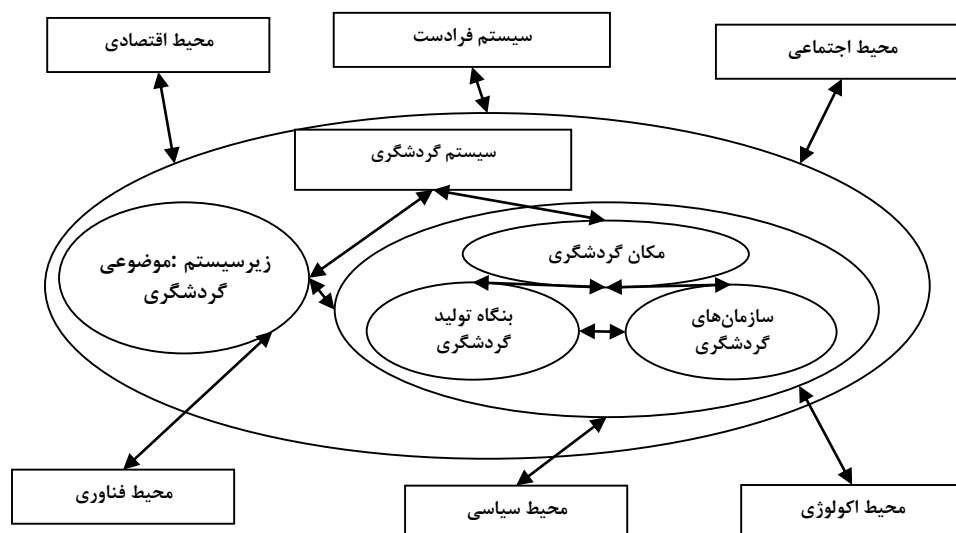 سیستم فرادست
محیط اقتصادی
محیط اجتماعی
سیستم گردشگری
مکان گردشگری
زیرسیستم :موضوعی
گردشگری
بنگاه تولید
گردشگری
سازمان‌های
گردشگری
محیط فناوری
محیط سیاسی
محیط اکولوژی